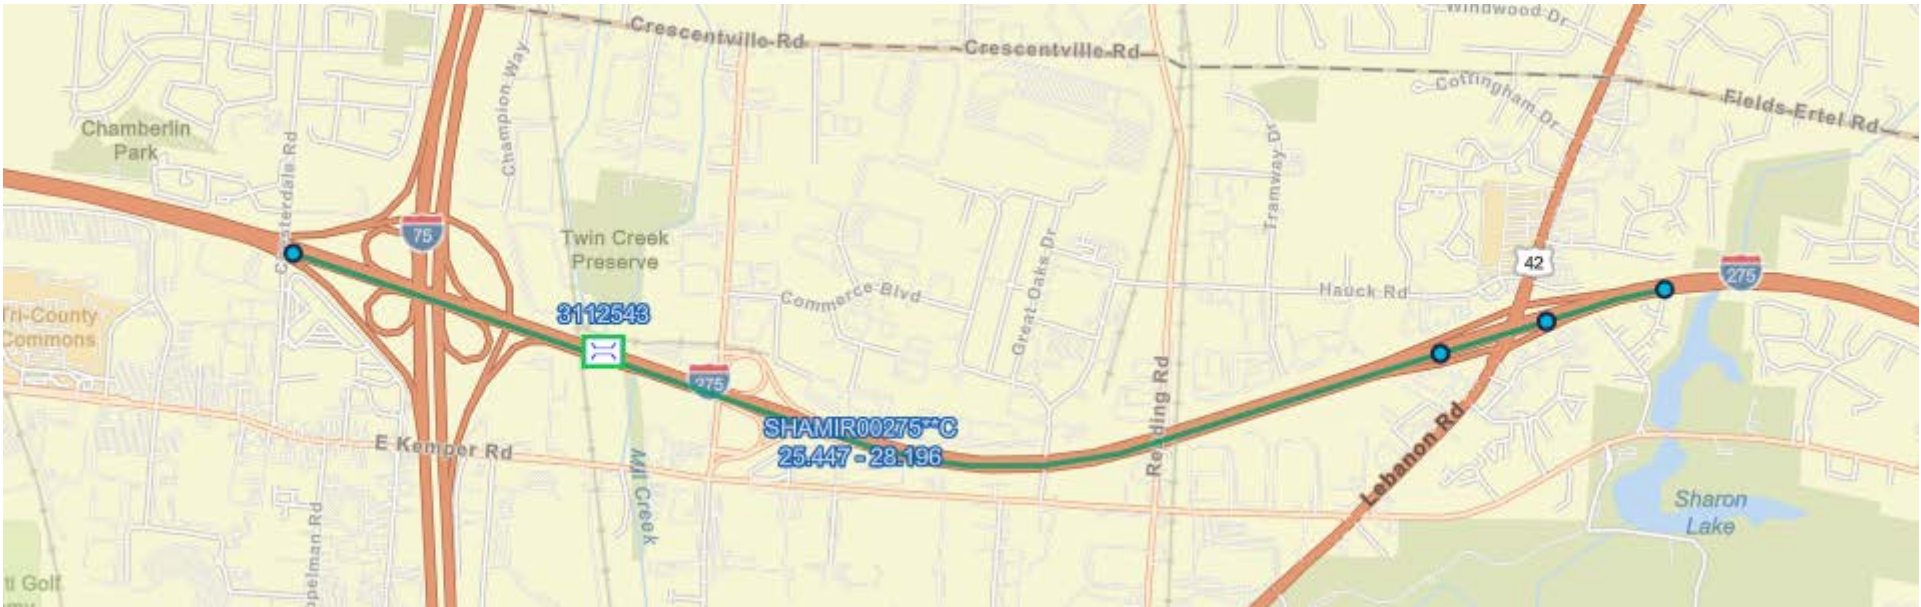 Windwood Dr
Crescentville Rd
Crescentville Rd
Champion Way
Cottingham Dr
Fields-Ertel Rd
Chamberlin
Park
Tramway Dr
75
Twin Creek
Preserve
42
275
Commerce Blvd
Great Oaks Dr
Hauck Rd
Tri-County
Commons
3112543
275
Reading Rd
SHAMIR00275**C
25.447 - 28.196
E Kemper Rd
Lebanon Rd
Mill Creek
Sharon
Lake
Golf